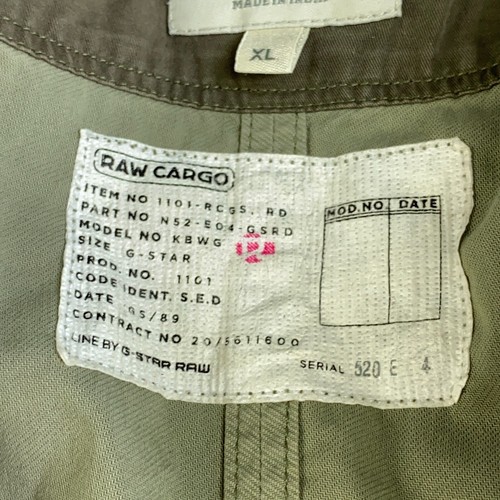 MADE IN INDIA
XL
RAW CARGO
ITEM NO 1101-RCGS. RD
PART NO N52-E04-GSRD
MODEL NO KBWG
SIZE G-STAR
PROD. NO. 1101
CODE IDENT. S.E.D
DATE 05/89
CONTRACT NO 20/5611600
LINE BY G-STAR RAW
MOD.NO. DATE
SERIAL 520 E 4